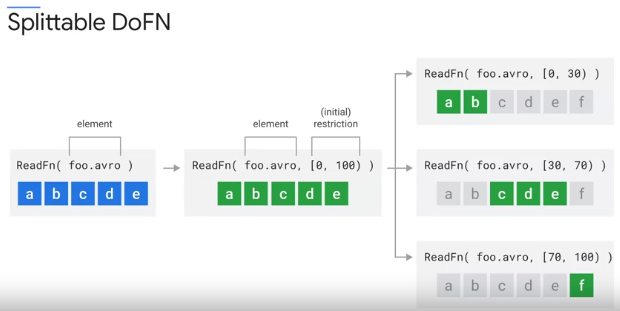 Splittable DoFN
element
ReadFn( foo.avro )
a b c d e
element
(initial)
restriction
ReadFn( foo.avro, [0, 100) )
a b c d e
ReadFn( foo.avro, [0, 30) )
a b c d e f
ReadFn( foo.avro, [30, 70) )
a b c d e f
ReadFn( foo.avro, [70, 100) )
a b c d e f